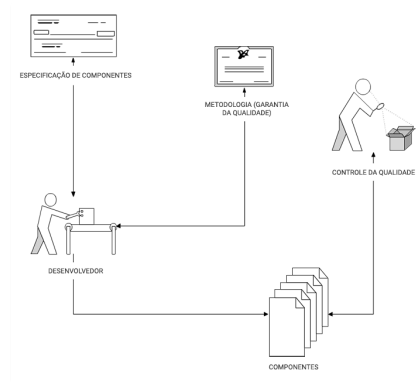 ESPECIFICAÇÃO DE COMPONENTES
METODOLOGIA (GARANTIA
DA QUALIDADE)
CONTROLE DA QUALIDADE
DESENVOLVEDOR
COMPONENTES